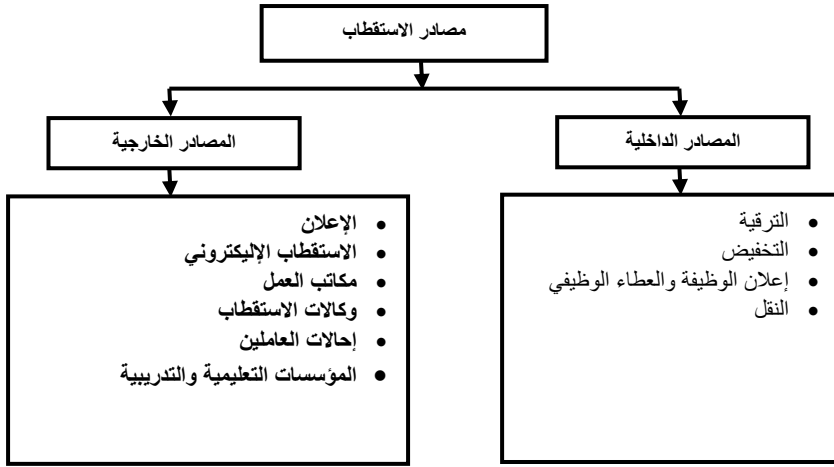 مصادر الاستقطاب
المصادر الداخلية
• الترقية
• التخفيض
• إعلان الوظيفة والعطاء الوظيفي
• النقل
المصادر الخارجية
• الإعلان
• الاستقطاب الإليكتروني
• مكاتب العمل
• وكالات الاستقطاب
• إحالات العاملين
• المؤسسات التعليمية والتدريبية